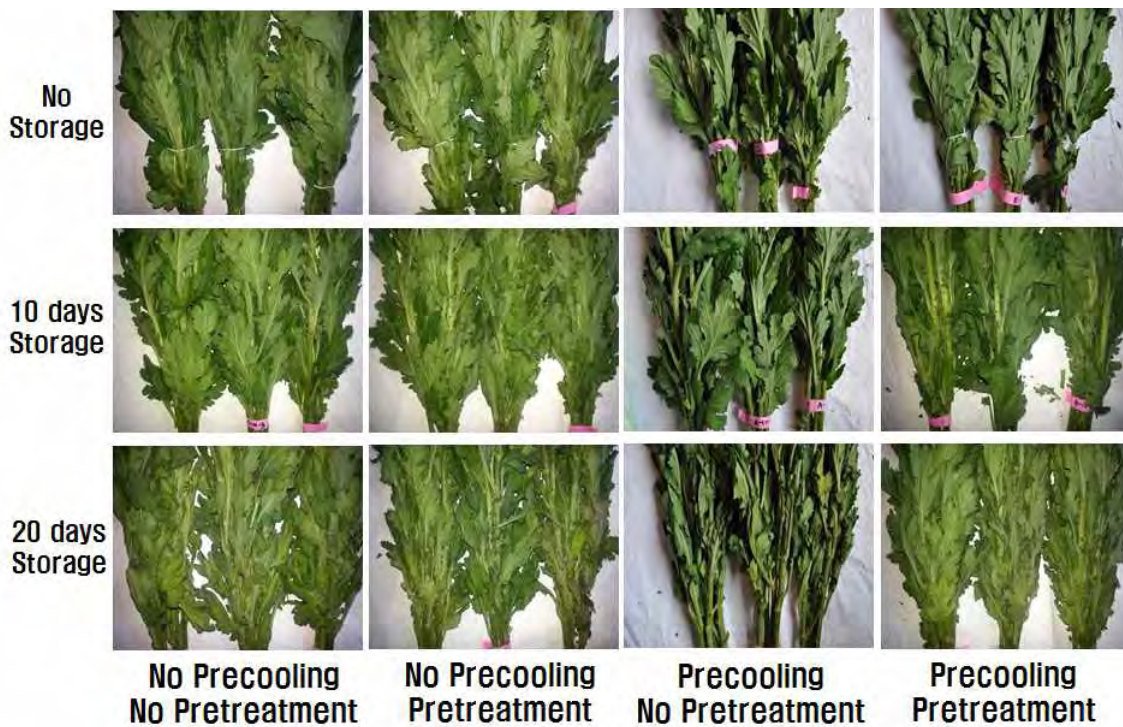 No
Storage
10 days
Storage
20 days
Storage
No Precooling
No Pretreatment
No Precooling
Pretreatment
Precooling
No Pretreatment
Precooling
Pretreatment